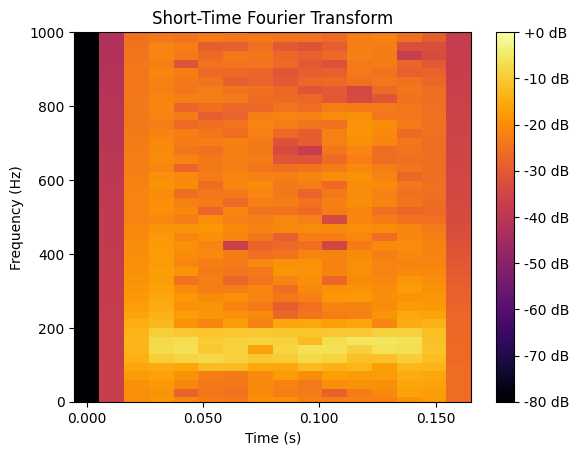 Short-Time Fourier Transform
1000
800
600
400
200
0
Frequency (Hz)
0.000
0.050
0.100
0.150
Time (s)
+0 dB
-10 dB
-20 dB
-30 dB
-40 dB
-50 dB
-60 dB
-70 dB
-80 dB